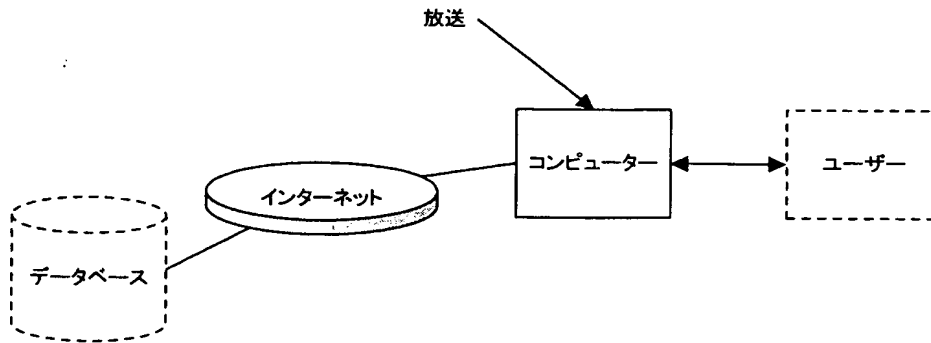 放送
コンピューター
ユーザー
インターネット
データベース